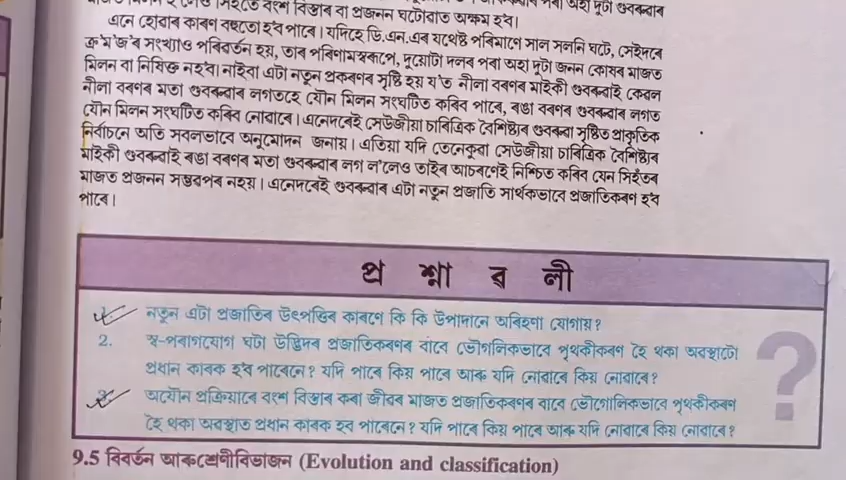 বংশ বিস্তাৰ বা প্ৰজনন ঘটোৱাত অক্ষম হ'ব।
এনে হোৱাৰ কাৰণ বহুতো হ'ব পাৰে। যদিহে ডি.এন.এৰ যথেষ্ট পৰিমাণে সাল সলনি ঘটে, সেইদৰে
ক্ৰ'ম'জ'ৰ সংখ্যাও পৰিবৰ্তন হয়, তাৰ পৰিণামস্বৰূপে, দুয়োটা দলৰ পৰা অহা দুটা জনন কোষৰ মাজত
মিলন বা নিষিক্ত নহ'ব। নাইবা এটা নতুন প্ৰকৰণৰ সৃষ্টি হয় য'ত নীলা বৰণৰ মাইকী গুবৰুৱাই কেৱল
নীলা বৰণৰ মতা গুবৰুৱাৰ লগতহে যৌন মিলন সংঘটিত কৰিব পাৰে, ৰঙা বৰণৰ গুবৰুৱাৰ লগত
যৌন মিলন সংঘটিত কৰিব নোৱাৰে। এনেদৰেই সেউজীয়া চাৰিত্ৰিক বৈশিষ্ট্যৰ গুবৰুৱা সৃষ্টিত প্ৰাকৃতিক
নিৰ্বাচনে অতি সবলভাবে অনুমোদন জনায়। এতিয়া যদি তেনেকুৱা সেউজীয়া চাৰিত্ৰিক বৈশিষ্ট্যৰ
মাইকী গুবৰুৱাই ৰঙা বৰণৰ মতা গুবৰুৱাৰ লগ ল'লেও তাইৰ আচৰণেই নিশ্চিত কৰিব যেন সিহঁতৰ
মাজত প্ৰজনন সম্ভৱপৰ নহয়। এনেদৰেই গুবৰুৱাৰ এটা নতুন প্ৰজাতি সাৰ্থকভাবে প্ৰজাতিকৰণ হ'ব
পাৰে।
প্ৰ শ্না ৱ লী
নতুন এটা প্ৰজাতিৰ উৎপত্তিৰ কাৰণে কি কি উপাদানে অৰিহণা যোগায়?
2. স্ব-পৰাগযোগ ঘটা উদ্ভিদৰ প্ৰজাতিকৰণৰ বাবে ভৌগলিকভাবে পৃথকীকৰণ হৈ থকা অৱস্থাটো
প্ৰধান কাৰক হ'ব পাৰেনে? যদি পাৰে কিয় পাৰে আৰু যদি নোৱাৰে কিয় নোৱাৰে?
3. অযৌন প্ৰক্ৰিয়াৰে বংশ বিস্তাৰ কৰা জীৱৰ মাজত প্ৰজাতিকৰণৰ বাবে ভৌগোলিকভাবে পৃথকীকৰণ
হৈ থকা অৱস্থাত প্ৰধান কাৰক হব পাৰেনে? যদি পাৰে কিয় পাৰে আৰু যদি নোৱাৰে কিয় নোৱাৰে?
?
9.5 বিবৰ্তন আৰুশ্ৰেণীবিভাজন (Evolution and classification)